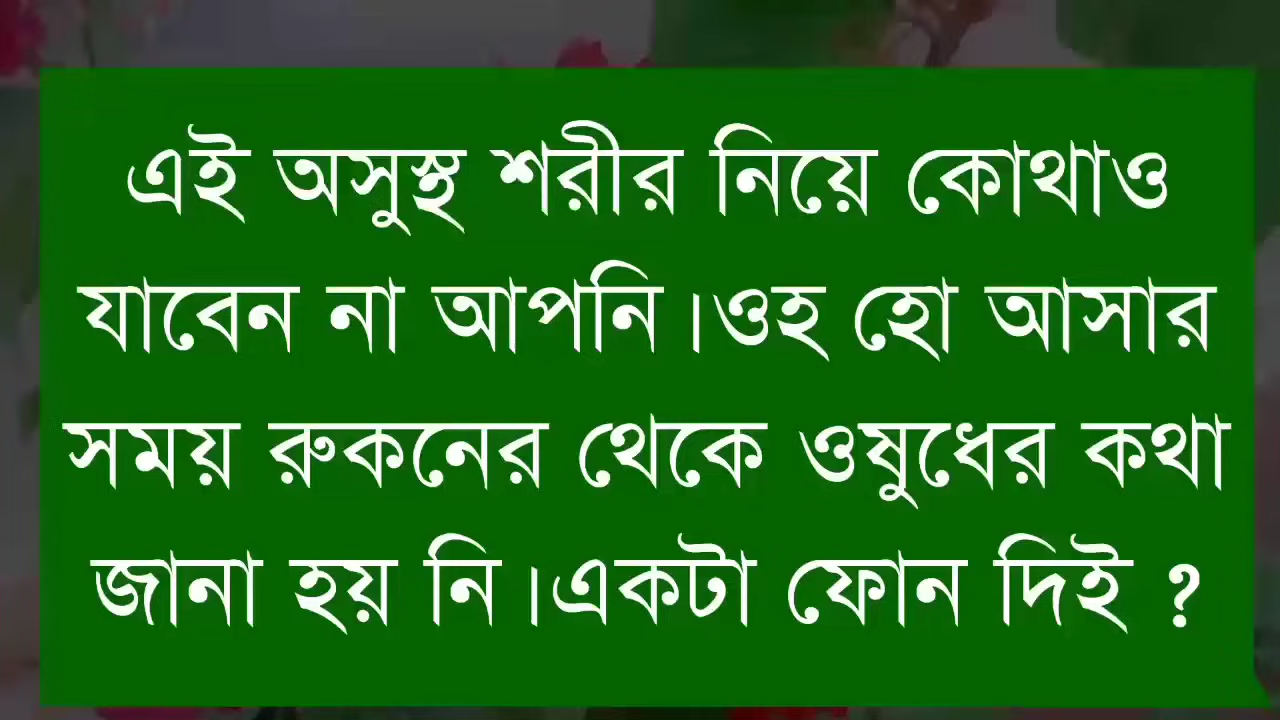 এই অসুস্থ শরীর নিয়ে কোথাও
যাবেন না আপনি।ওহ হো আসার
সময় রুকনের থেকে ওষুধের কথা
জানা হয় নি।একটা ফোন দিই ?